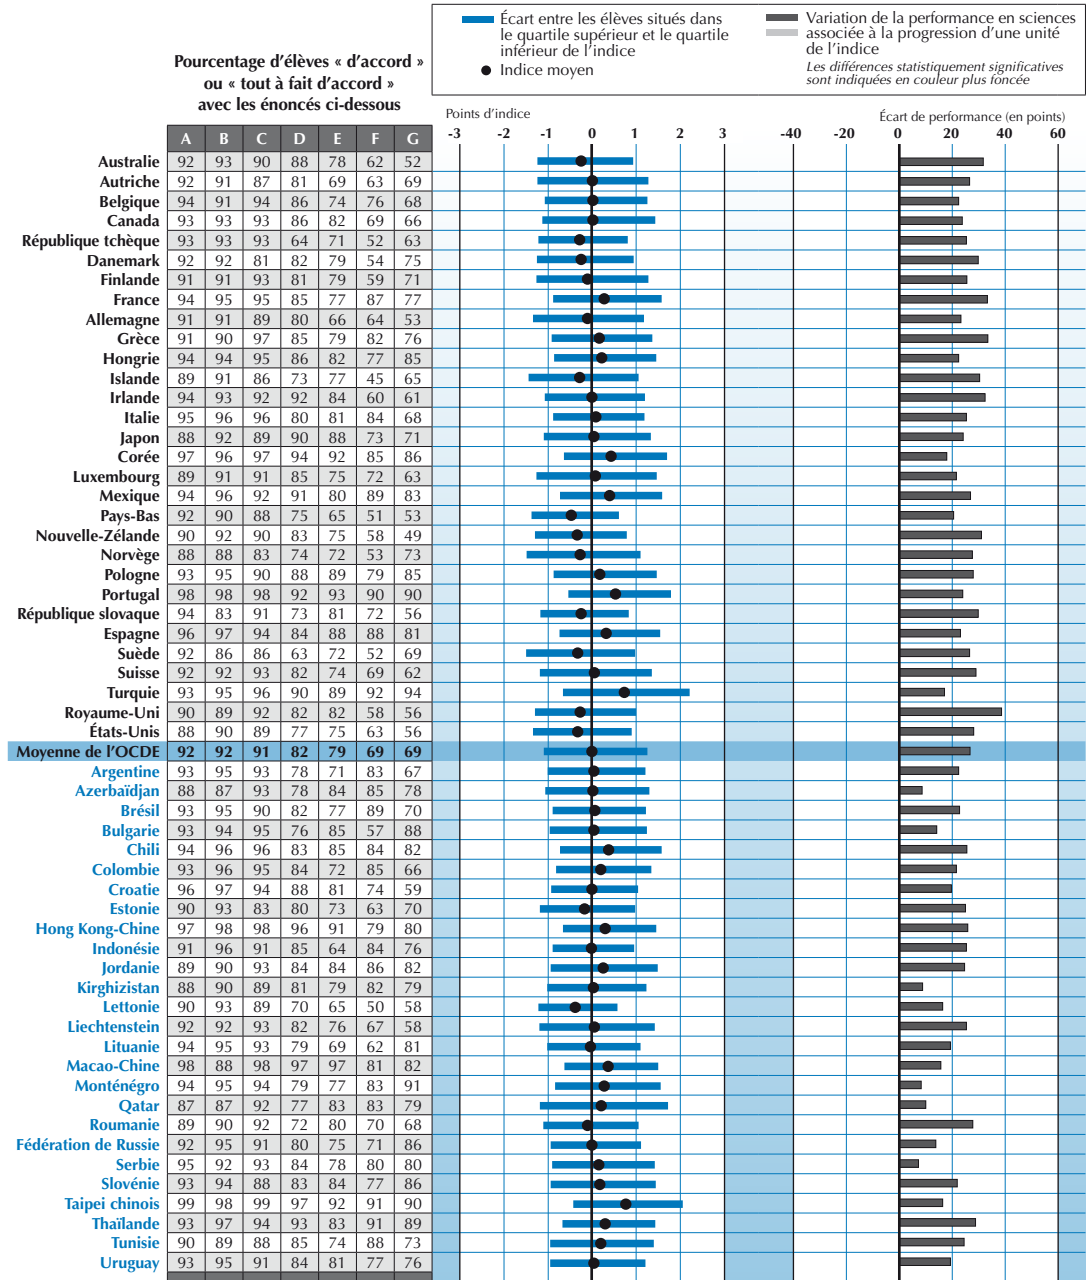 Écart entre les élèves situés dans
le quartile supérieur et le quartile
inférieur de l'indice
Indice moyen
Variation de la performance en sciences
associée à la progression d'une unité
de l'indice
Les différences statistiquement significatives
sont indiquées en couleur plus foncée
Pourcentage d'élèves « d'accord »
ou « tout à fait d'accord »
avec les énoncés ci-dessous
Points d'indice
Écart de performance (en points)
A B C D E F G -3 -2 -1 0 1 2 3 -40 -20 0 20 40 60
Australie 92 93 90 88 78 62 52
Autriche 92 91 87 81 69 63 69
Belgique 94 91 94 86 74 76 68
Canada 93 93 93 86 82 69 66
République tchèque 93 93 93 64 71 52 63
Danemark 92 92 81 82 79 54 75
Finlande 91 91 93 81 79 59 71
France 94 95 95 85 77 87 77
Allemagne 91 91 89 80 66 64 53
Grèce 91 90 97 85 79 82 76
Hongrie 94 94 95 86 82 77 85
Islande 89 91 86 73 77 45 65
Irlande 94 93 92 92 84 60 61
Italie 95 96 96 80 81 84 68
Japon 88 92 89 90 88 73 71
Corée 97 96 97 94 92 85 86
Luxembourg 89 91 91 85 75 72 63
Mexique 94 96 92 91 80 89 83
Pays-Bas 92 90 88 75 65 51 53
Nouvelle-Zélande 90 92 90 83 75 58 49
Norvège 88 88 83 74 72 53 73
Pologne 93 95 90 88 89 79 85
Portugal 98 98 98 92 93 90 90
République slovaque 94 83 91 73 81 72 56
Espagne 96 97 94 84 88 88 81
Suède 92 86 86 63 72 52 69
Suisse 92 92 93 82 74 69 62
Turquie 93 95 96 90 89 92 94
Royaume-Uni 90 89 92 82 82 58 56
États-Unis 88 90 89 77 75 63 56
Moyenne de l'OCDE 92 92 91 82 79 69 69
Argentine 93 95 93 78 71 83 67
Azerbaïdjan 88 87 93 78 84 85 78
Brésil 93 95 90 82 77 89 70
Bulgarie 93 94 95 76 85 57 88
Chili 94 96 96 83 85 84 82
Colombie 93 96 95 84 72 85 66
Croatie 96 97 94 88 81 74 59
Estonie 90 93 83 80 73 63 70
Hong Kong-Chine 97 98 98 96 91 79 80
Indonésie 91 96 91 85 64 84 76
Jordanie 89 90 93 84 84 86 82
Kirghizistan 88 90 89 81 79 82 79
Lettonie 90 93 89 70 65 50 58
Liechtenstein 92 92 93 82 76 67 58
Lituanie 94 95 93 79 69 62 81
Macao-Chine 98 88 98 97 97 81 82
Monténégro 94 95 94 79 77 83 91
Qatar 87 87 92 77 83 83 79
Roumanie 89 90 92 72 80 70 68
Fédération de Russie 92 95 91 80 75 71 86
Serbie 95 92 93 84 78 80 80
Slovénie 93 94 88 83 84 77 86
Taipei chinois 99 98 99 97 92 91 90
Thaïlande 93 97 94 93 83 91 89
Tunisie 90 89 88 85 74 88 73
Uruguay 93 95 91 84 81 77 76